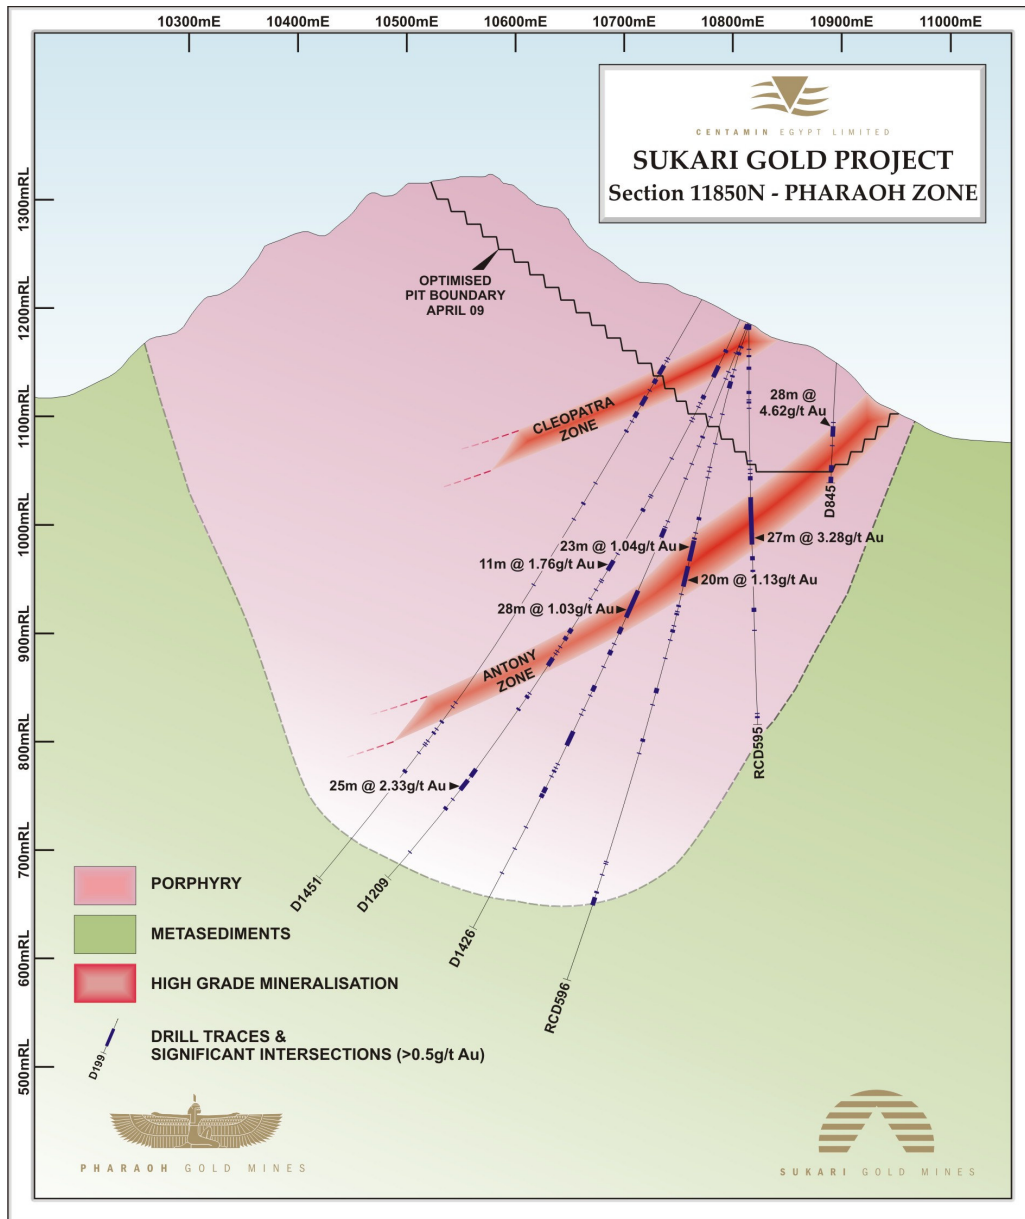 10300mE
10400mE
10500mE
10600mE
10700mE
10800mE
10900mE
11000mE
CENTAMIN EGYPT LIMITED
SUKARI GOLD PROJECT
Section 11850N - PHARAOH ZONE
1300mRL
1200mRL
1100mRL
1000mRL
900mRL
800mRL
700mRL
600mRL
500mRL
OPTIMISED
PIT BOUNDARY
APRIL 09
CLEOPATRA
ZONE
28m @
4.62g/t Au
D845
23m @ 1.04g/t Au
27m @ 3.28g/t Au
11m @ 1.76g/t Au
20m @ 1.13g/t Au
28m @ 1.03g/t Au
ANTONY
ZONE
RCD595
25m @ 2.33g/t Au
D1451
D1209
D1426
RCD596
PORPHYRY
METASEDIMENTS
HIGH GRADE MINERALISATION
D199
DRILL TRACES &
SIGNIFICANT INTERSECTIONS (>0.5g/t Au)
PHARAOH GOLD MINES
SUKARI GOLD MINES